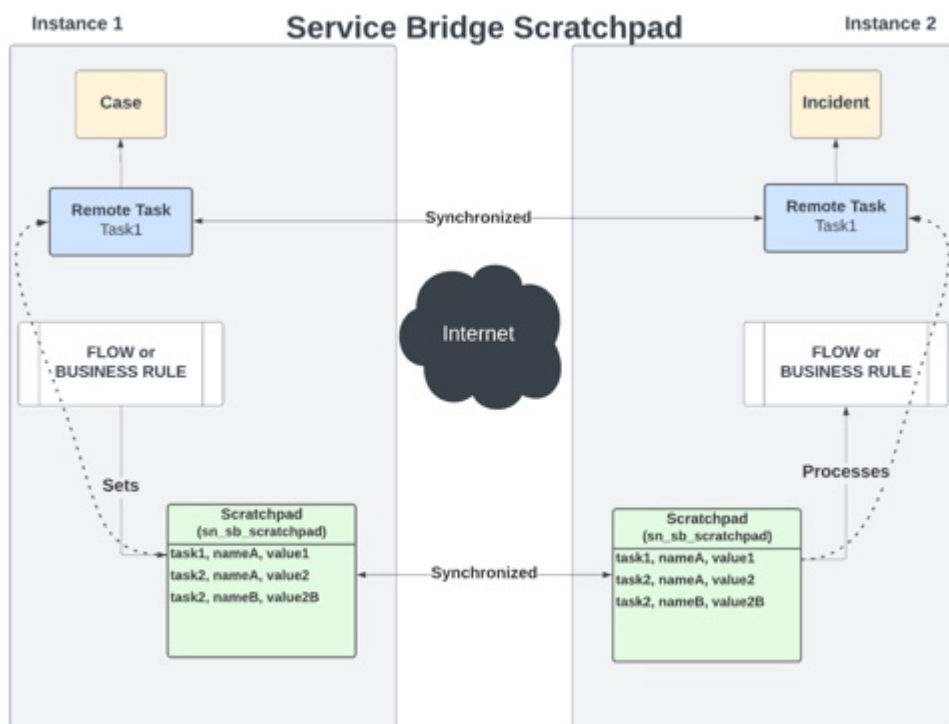 Instance 1
Service Bridge Scratchpad
Instance 2
Case
Incident
Remote Task
Task1
Synchronized
Remote Task
Task1
Internet
FLOW or
BUSINESS RULE
FLOW or
BUSINESS RULE
Sets
Processes
Scratchpad
(sn_sb_scratchpad)
task1, nameA, value1
task2, nameA, value2
task2, nameB, value2B
Synchronized
Scratchpad
(sn_sb_scratchpad)
task1, nameA, value1
task2, nameA, value2
task2, nameB, value2B